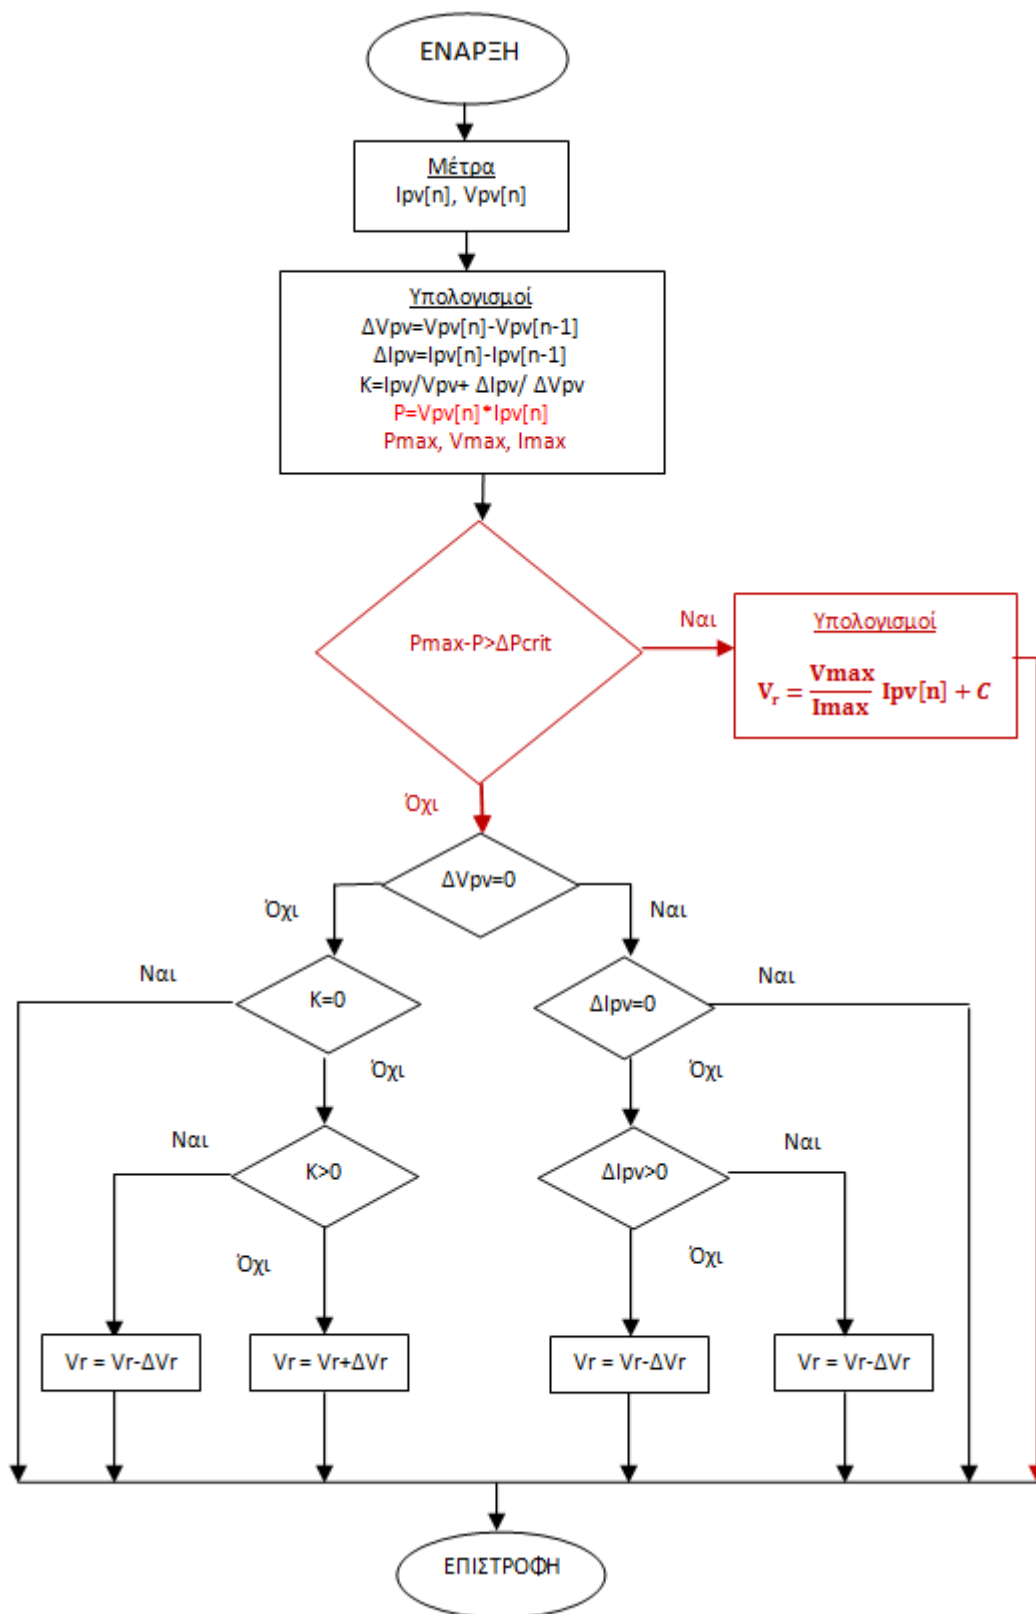 ΕΝΑΡΞΗ
Μέτρα
Ipv[n], Vpv[n]
Υπολογισμοί
ΔVpv=Vpv[n]-Vpv[n-1]
ΔIpv=Ipv[n]-Ipv[n-1]
K=Ipv/Vpv+ ΔIpv/ ΔVpv
P=Vpv[n]*Ipv[n]
Pmax, Vmax, Imax
Pmax-P>ΔPcrit
Ναι
Υπολογισμοί
V_r = Vmax/Imax Ipv[n] + C
Όχι
ΔVpv=0
Όχι
Ναι
Ναι
K=0
ΔIpv=0
Ναι
Όχι
Όχι
Ναι
K>0
ΔIpv>0
Ναι
Όχι
Όχι
Vr = Vr-ΔVr
Vr = Vr+ΔVr
Vr = Vr-ΔVr
Vr = Vr-ΔVr
ΕΠΙΣΤΡΟΦΗ